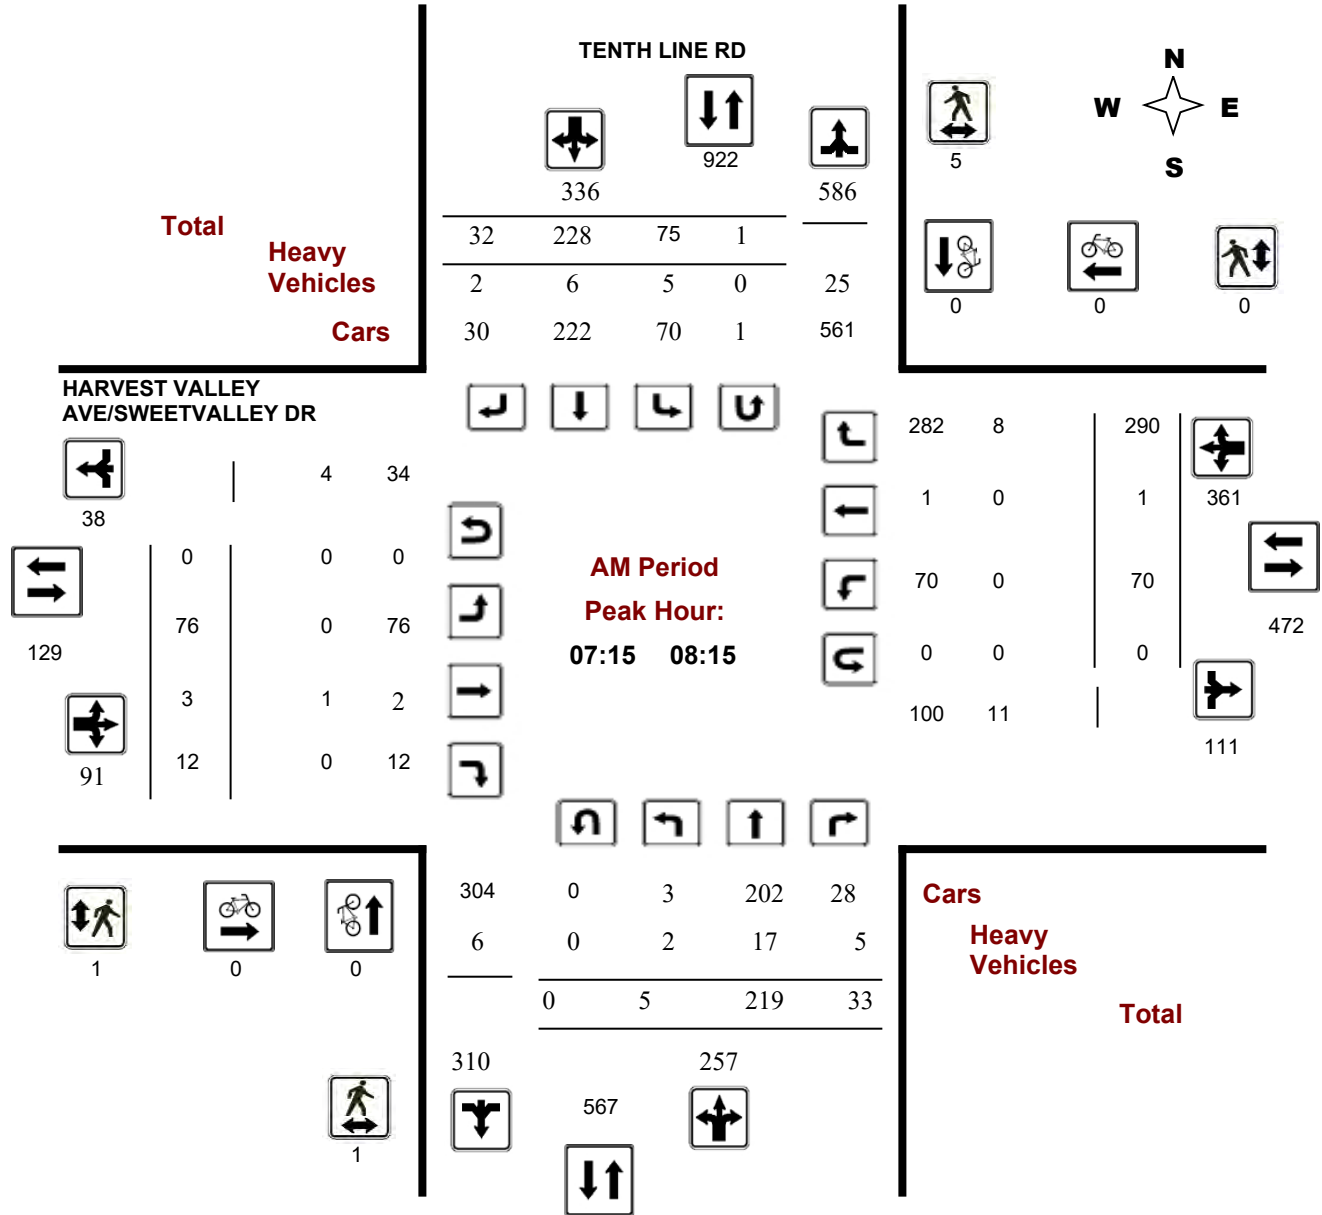 TENTH LINE RD
N
W E
S
922
5
336 586
Total
32 228 75 1
Heavy
Vehicles
2 6 5 0 25
0 0 0
Cars
30 222 70 1 561
HARVEST VALLEY
AVE/SWEETVALLEY DR
282 8 290
4 34
38
1 0 1 361
0 0 0
AM Period
70 0 70
Peak Hour:
76 0 76
472
129
07:15 08:15
0 0 0
3 1 2
100 11
111
91
12 0 12
304 0 3 202 28
Cars
6 0 2 17 5
Heavy
Vehicles
1 0 0
0 5 219 33
Total
310 257
567
1